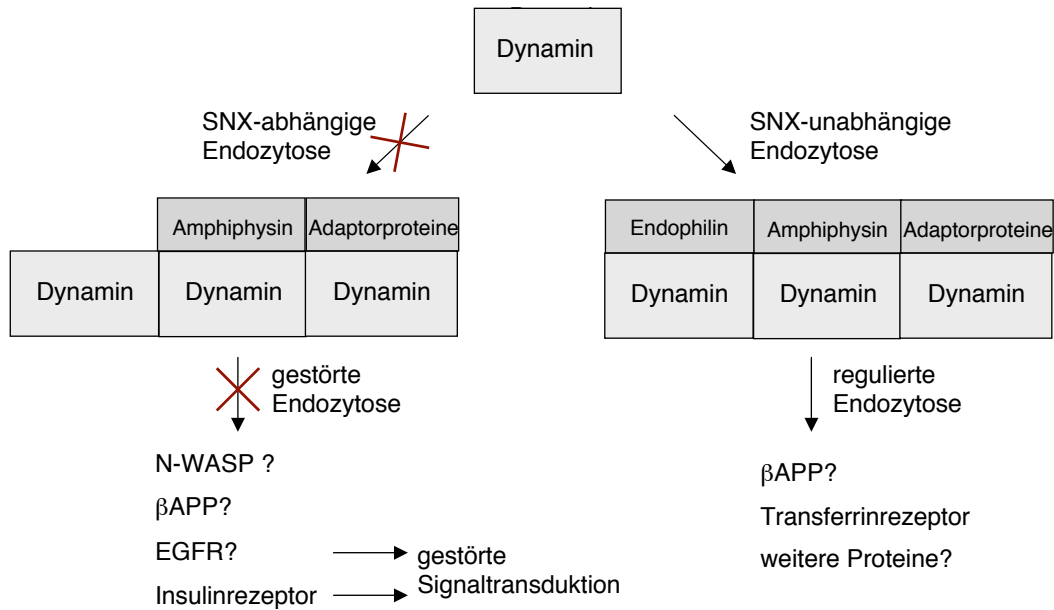 Dynamin
SNX-abhängige
Endozytose
SNX-unabhängige
Endozytose
Amphiphysin Adaptorproteine
Dynamin Dynamin Dynamin
Endophilin Amphiphysin Adaptorproteine
Dynamin Dynamin Dynamin
gestörte
Endozytose
regulierte
Endozytose
N-WASP ?
βAPP?
EGFR?
Insulinrezeptor
gestörte
Signaltransduktion
βAPP?
Transferrinrezeptor
weitere Proteine?